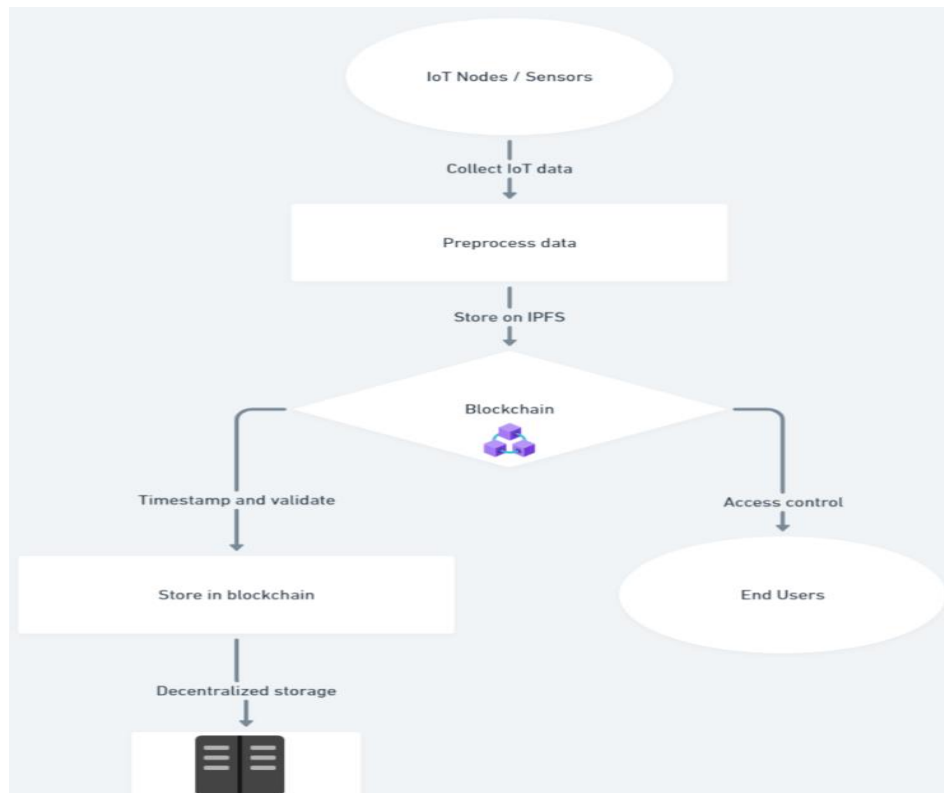 IoT Nodes / Sensors
Collect IoT data
Preprocess data
Store on IPFS
Blockchain
Timestamp and validate
Access control
Store in blockchain
End Users
Decentralized storage